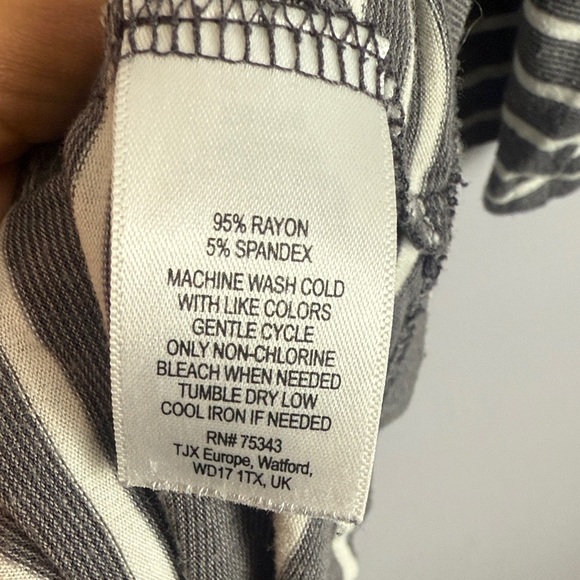 95% RAYON
5% SPANDEX
MACHINE WASH COLD
WITH LIKE COLORS
GENTLE CYCLE
ONLY NON-CHLORINE
BLEACH WHEN NEEDED
TUMBLE DRY LOW
COOL IRON IF NEEDED
RN# 75343
TJX Europe, Watford,
WD17 1TX, UK